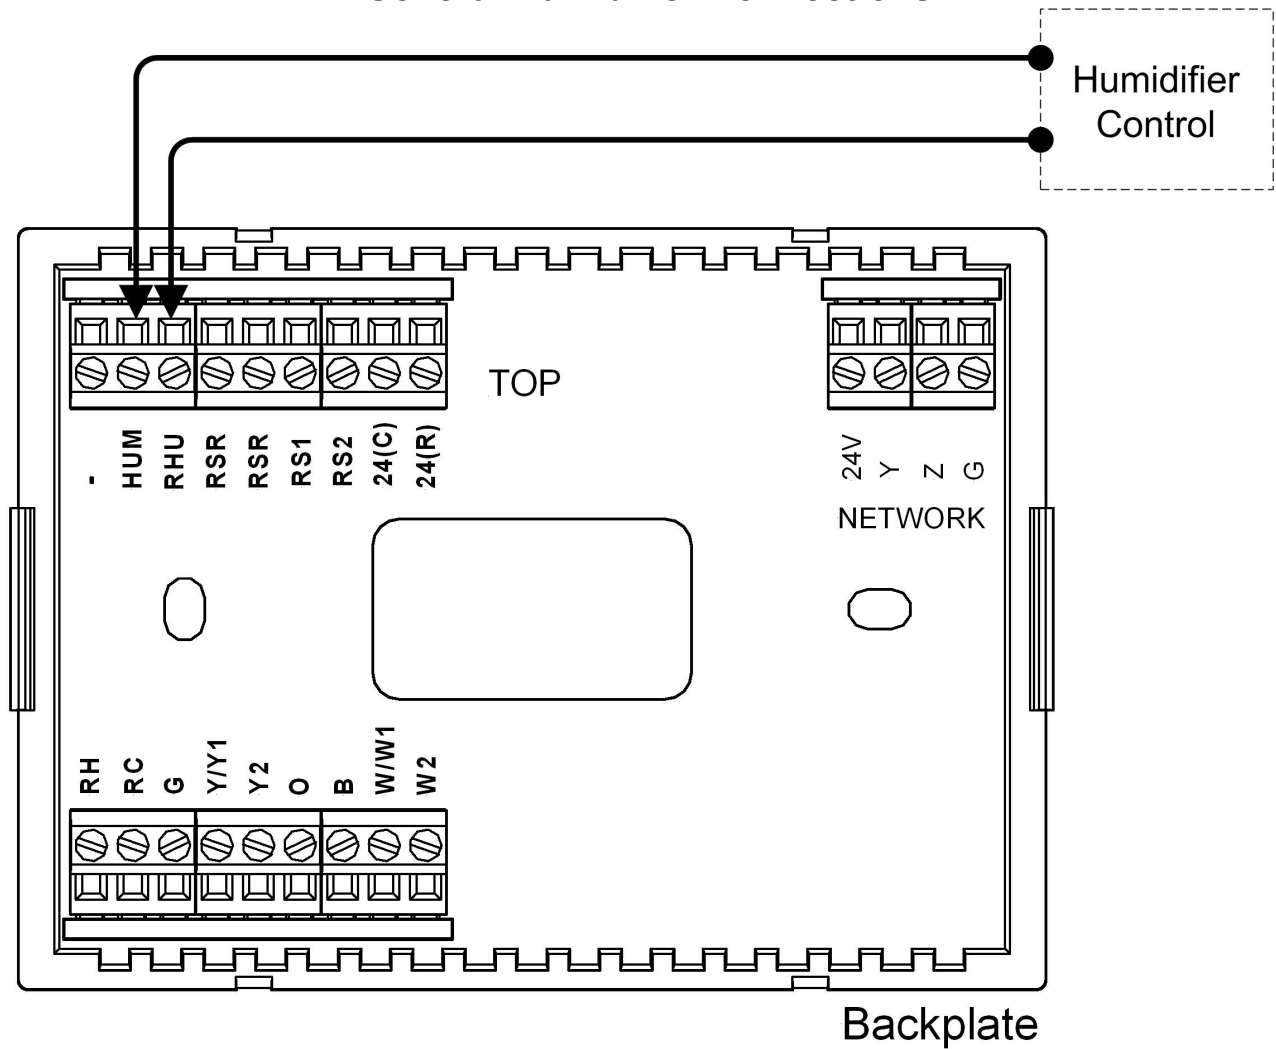 Humidifier
Control
TOP
- HUM RHU RSR RSR RS1 RS2 24(C) 24(R)
24V Y Z G
NETWORK
RH RC G Y/Y1 Y2 O B W/W1 W2
Backplate